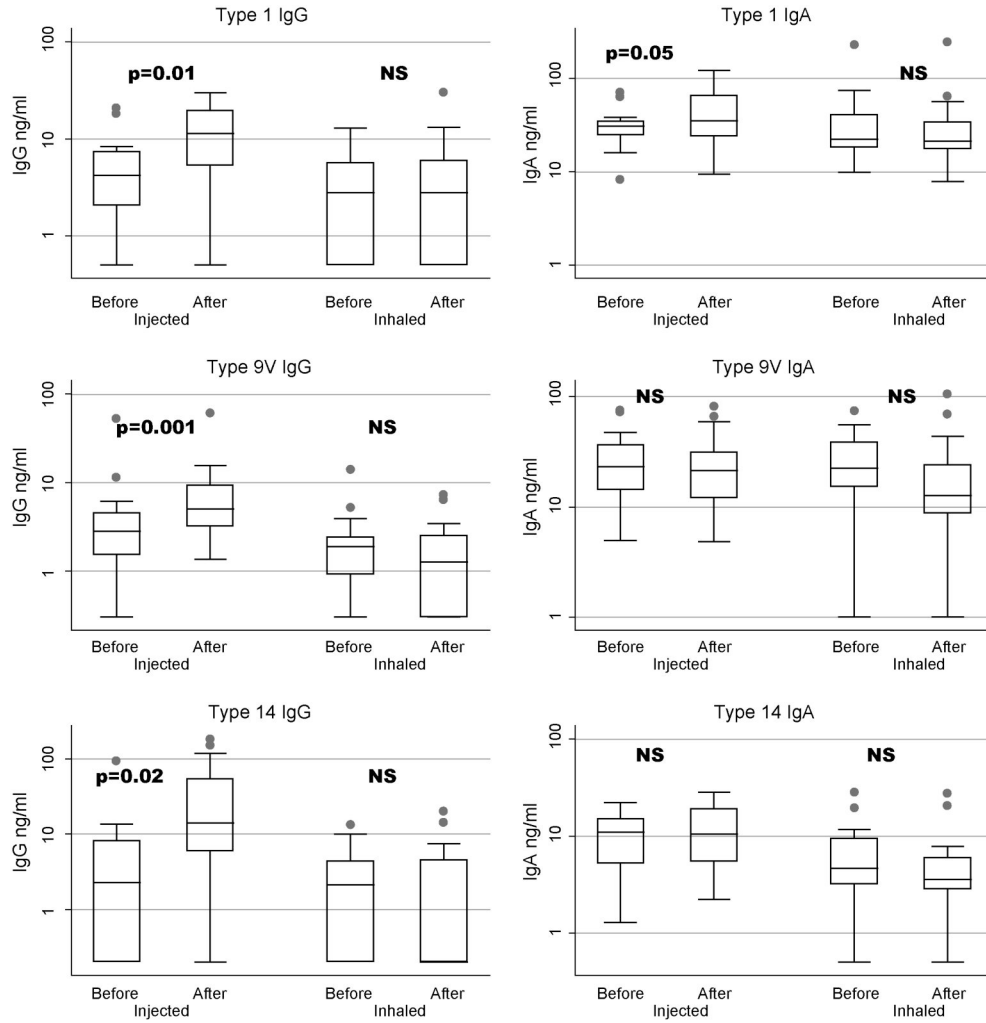 Type 1 IgG
IgG ng/ml
100
10
1
p=0.01
NS
Before After Before After
Injected Inhaled
Type 1 IgA
IgA ng/ml
100
10
1
p=0.05
NS
Before After Before After
Injected Inhaled
Type 9V IgG
IgG ng/ml
100
10
1
p=0.001
NS
Before After Before After
Injected Inhaled
Type 9V IgA
IgA ng/ml
100
10
1
NS
NS
Before After Before After
Injected Inhaled
Type 14 IgG
IgG ng/ml
100
10
1
p=0.02
NS
Before After Before After
Injected Inhaled
Type 14 IgA
IgA ng/ml
100
10
1
NS
NS
Before After Before After
Injected Inhaled